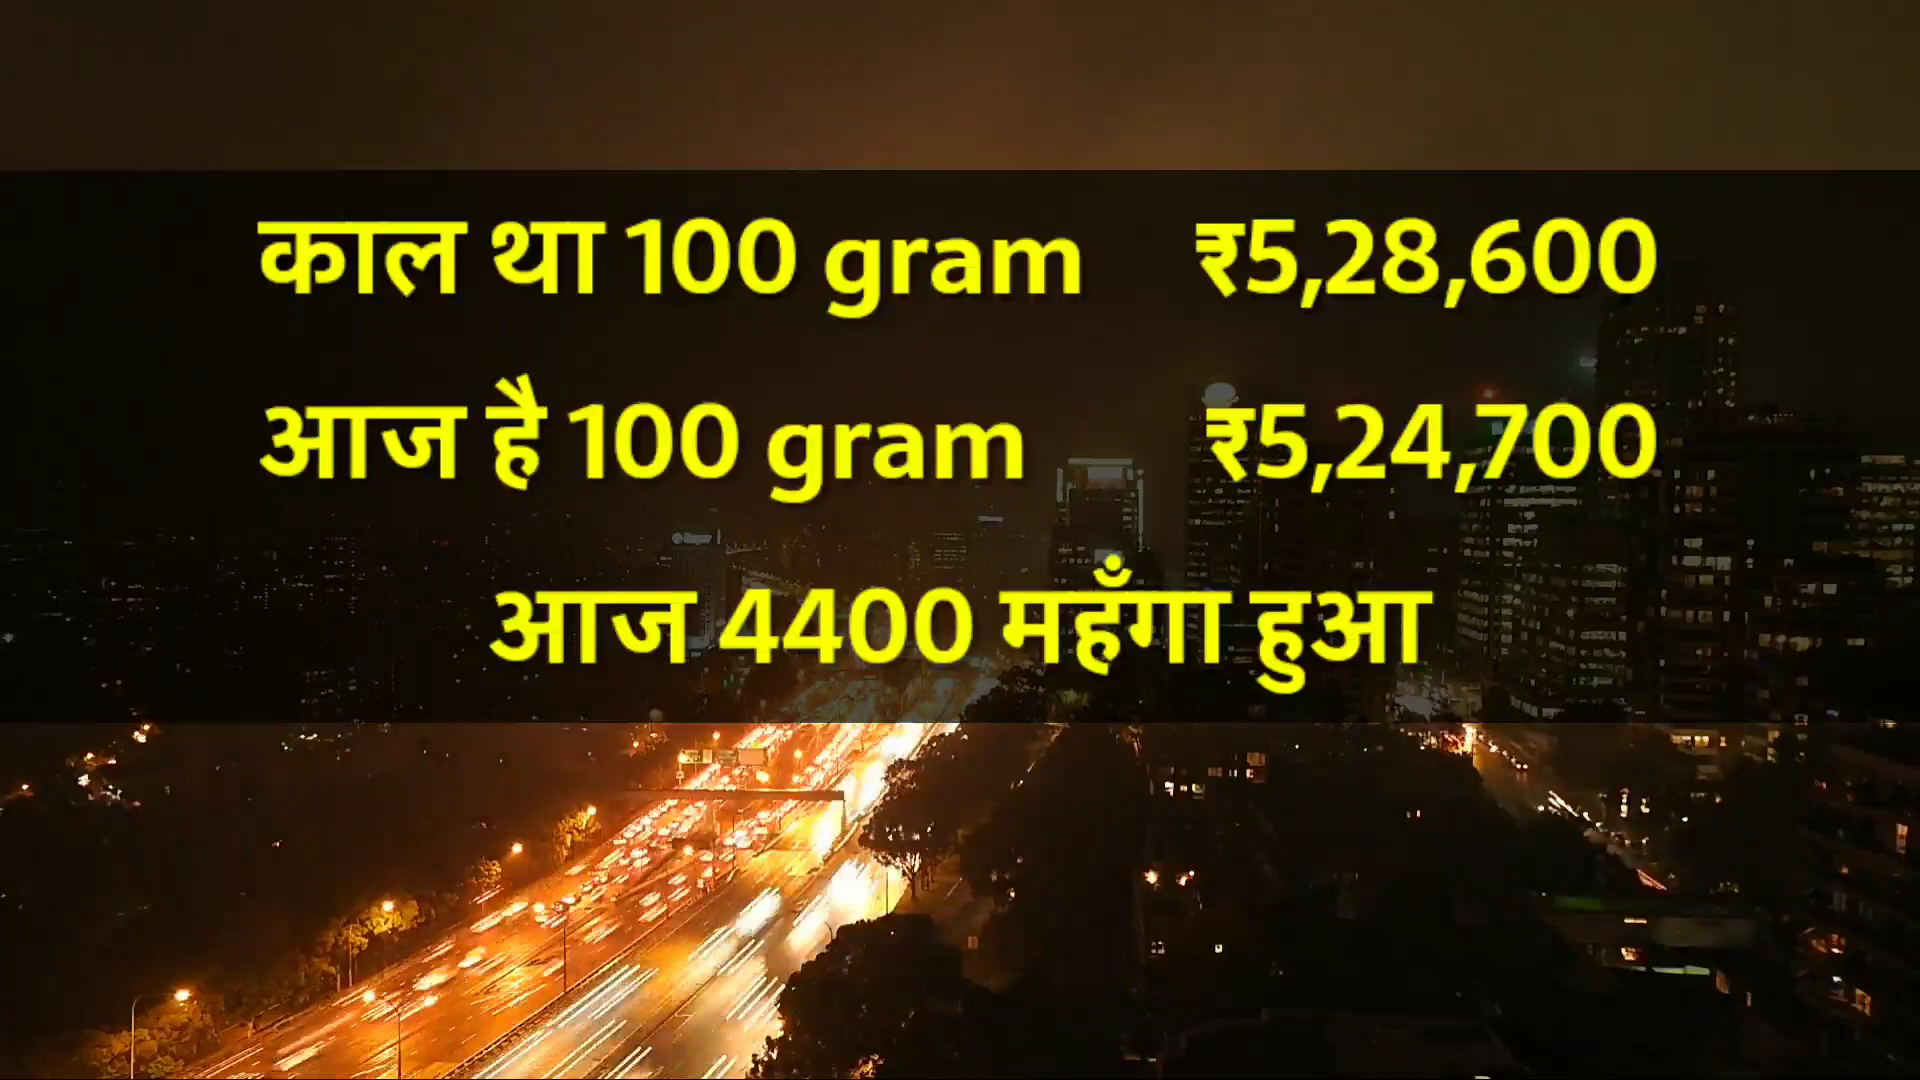 काल था 100 gram ₹5,28,600
आज है 100 gram ₹5,24,700
आज 4400 महँगा हुआ